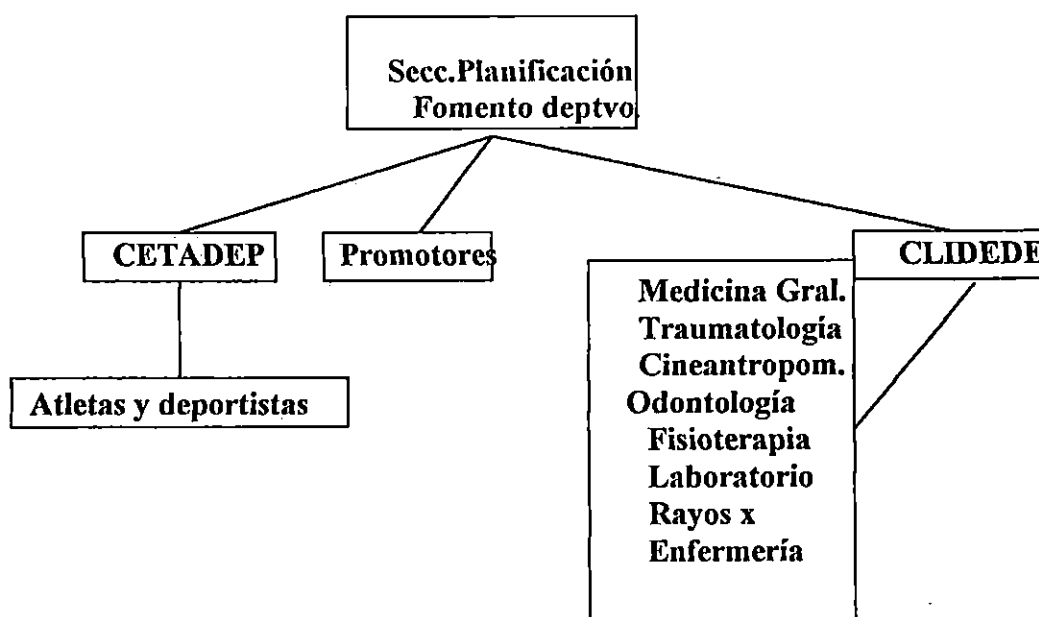 Secc.Planificación
Fomento deptvo.
CETADEP
Promotores
CLIDEDE
Medicina Gral.
Traumatología
Cineantropom.
Odontología
Fisioterapia
Laboratorio
Rayos x
Enfermería
Atletas y deportistas